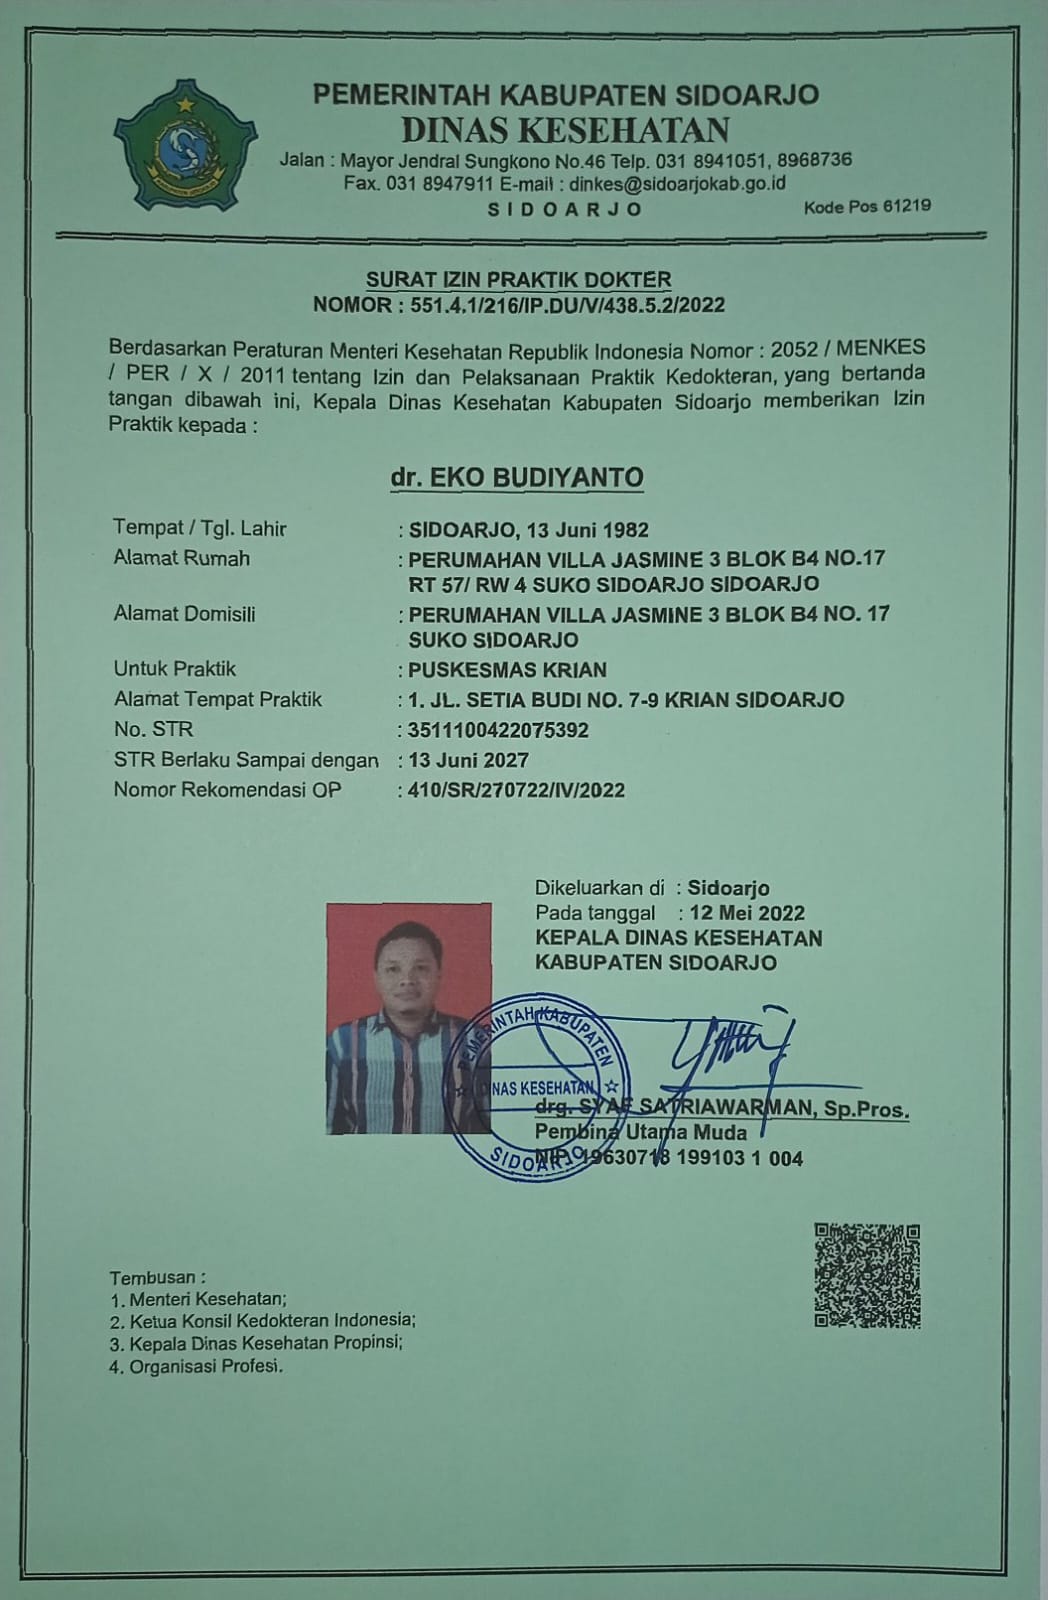 PEMERINTAH KABUPATEN SIDOARJO
DINAS KESEHATAN
Jalan : Mayor Jendral Sungkono No.46 Telp. 031 8941051, 8968736
Fax. 031 8947911 E-mail : dinkes@sidoarjokab.go.id
SIDOARJO
Kode Pos 61219
KABUPATEN SIDOARJO
SURAT IZIN PRAKTIK DOKTER
NOMOR : 551.4.1/216/IP.DU/V/438.5.2/2022
Berdasarkan Peraturan Menteri Kesehatan Republik Indonesia Nomor : 2052 / MENKES
/ PER / X / 2011 tentang Izin dan Pelaksanaan Praktik Kedokteran, yang bertanda
tangan dibawah ini, Kepala Dinas Kesehatan Kabupaten Sidoarjo memberikan Izin
Praktik kepada :
dr. EKO BUDIYANTO
Tempat / Tgl. Lahir : SIDOARJO, 13 Juni 1982
Alamat Rumah : PERUMAHAN VILLA JASMINE 3 BLOK B4 NO.17
RT 57/ RW 4 SUKO SIDOARJO SIDOARJO
Alamat Domisili : PERUMAHAN VILLA JASMINE 3 BLOK B4 NO. 17
SUKO SIDOARJO
Untuk Praktik : PUSKESMAS KRIAN
Alamat Tempat Praktik : 1. JL. SETIA BUDI NO. 7-9 KRIAN SIDOARJO
No. STR : 3511100422075392
STR Berlaku Sampai dengan : 13 Juni 2027
Nomor Rekomendasi OP : 410/SR/270722/IV/2022
Dikeluarkan di : Sidoarjo
Pada tanggal : 12 Mei 2022
KEPALA DINAS KESEHATAN
KABUPATEN SIDOARJO
PEMERINTAH KABUPATEN
DINAS KESEHATAN
SIDOARJO
drg. SYAF SATRIAWARMAN, Sp.Pros.
Pembina Utama Muda
NIP. 19630718 199103 1 004
Tembusan :
1. Menteri Kesehatan;
2. Ketua Konsil Kedokteran Indonesia;
3. Kepala Dinas Kesehatan Propinsi;
4. Organisasi Profesi.